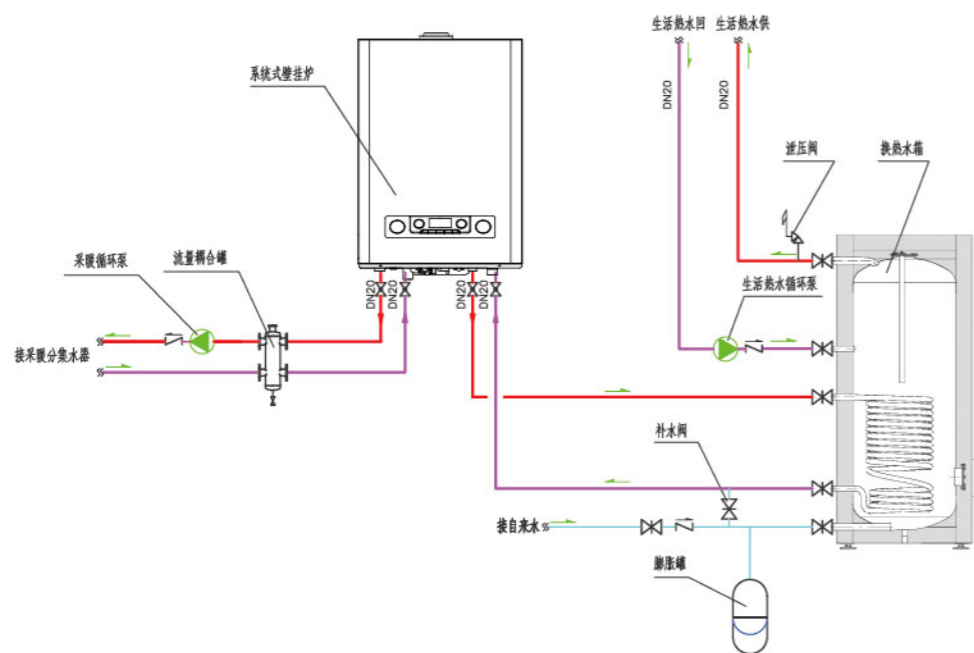 生活热水回
生活热水供
系统式壁挂炉
DN20
DN20
泄压阀
换热水箱
采暖循环泵
流量耦合罐
DN20
DN20
DN20
DN20
生活热水循环泵
接采暖分集水器
补水阀
接自来水
膨胀罐